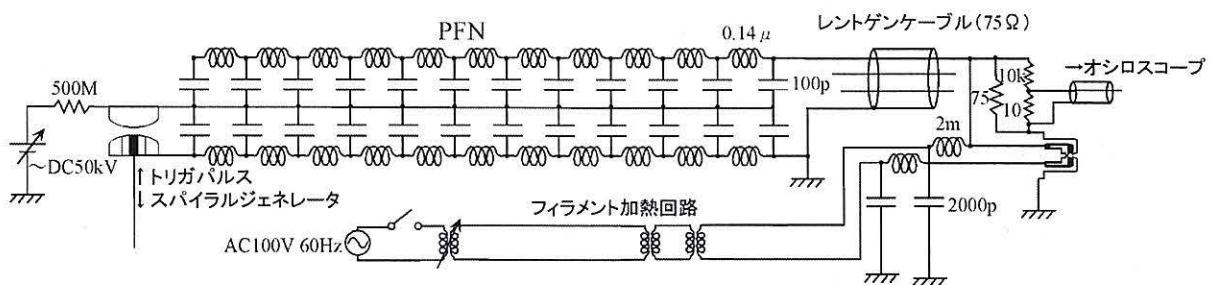 PFN
0.14μ
レントゲンケーブル(75Ω)
500M
100p
10k
→オシロスコープ
75
10
2m
～DC50kV
↑トリガパルス
↓スパイラルジェネレータ
フィラメント加熱回路
2000p
AC100V 60Hz